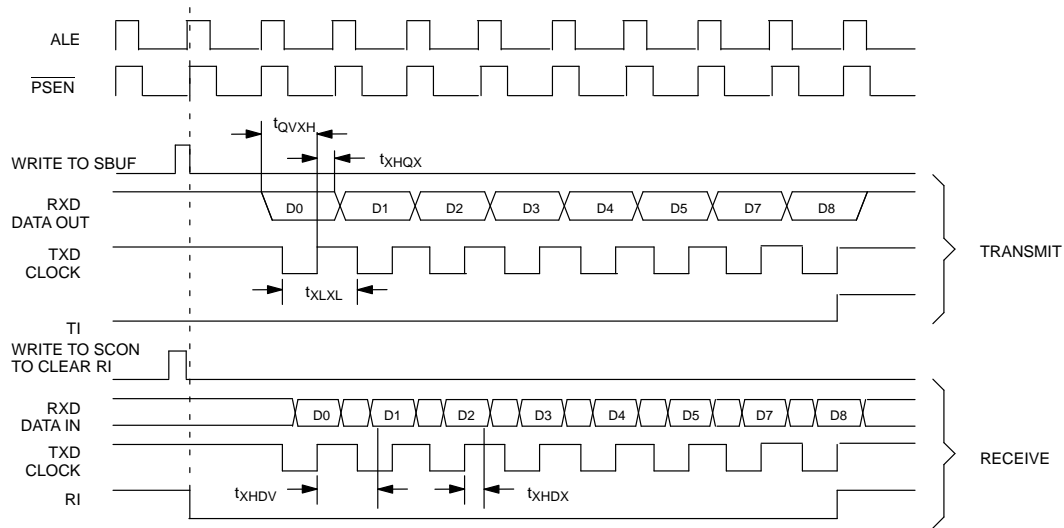 ALE
PSEN
tQVXH
tXHQX
WRITE TO SBUF
RXD
DATA OUT
D0 D1 D2 D3 D4 D5 D7 D8
TXD
CLOCK
TRANSMIT
tXLXL
TI
WRITE TO SCON
TO CLEAR RI
RXD
DATA IN
D0 D1 D2 D3 D4 D5 D7 D8
TXD
CLOCK
RECEIVE
tXHDV
tXHDX
RI